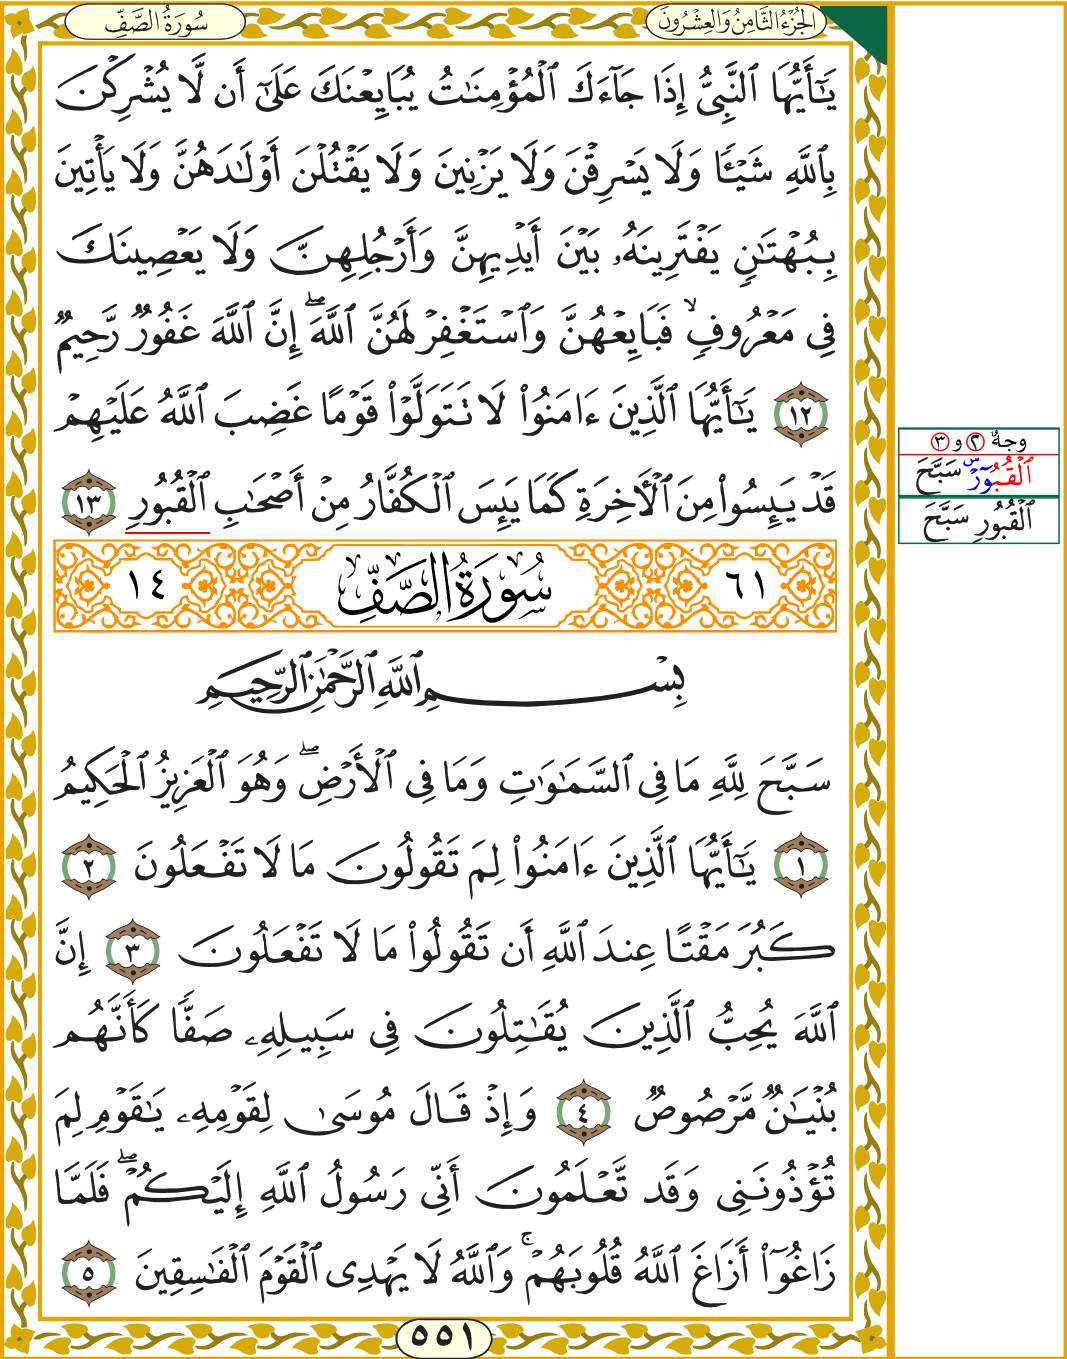 الجُزْءُ الثَّامِنُ وَالعِشْرُونَ
سُورَةُ الصَّفِّ
يَٰٓأَيُّهَا ٱلنَّبِيُّ إِذَا جَآءَكَ ٱلْمُؤْمِنَٰتُ يُبَايِعْنَكَ عَلَىٰٓ أَن لَّا يُشْرِكْنَ
بِٱللَّهِ شَيْـًٔا وَلَا يَسْرِقْنَ وَلَا يَزْنِينَ وَلَا يَقْتُلْنَ أَوْلَٰدَهُنَّ وَلَا يَأْتِينَ
بِبُهْتَٰنٍ يَفْتَرِينَهُۥ بَيْنَ أَيْدِيهِنَّ وَأَرْجُلِهِنَّ وَلَا يَعْصِينَكَ
فِى مَعْرُوفٍۙ فَبَايِعْهُنَّ وَٱسْتَغْفِرْ لَهُنَّ ٱللَّهَۖ إِنَّ ٱللَّهَ غَفُورٌ رَّحِيمٌ
١٢ يَٰٓأَيُّهَا ٱلَّذِينَ ءَامَنُوا۟ لَا تَتَوَلَّوْا۟ قَوْمًا غَضِبَ ٱللَّهُ عَلَيْهِمْ
قَدْ يَئِسُوا۟ مِنَ ٱلْـَٔاخِرَةِ كَمَا يَئِسَ ٱلْكُفَّارُ مِنْ أَصْحَٰبِ ٱلْقُبُورِ ١٣
٦١ سُورَةُ الصَّفِّ ١٤
بِسْمِ ٱللَّهِ ٱلرَّحْمَٰنِ ٱلرَّحِيمِ
سَبَّحَ لِلَّهِ مَا فِى ٱلسَّمَٰوَٰتِ وَمَا فِى ٱلْأَرْضِۖ وَهُوَ ٱلْعَزِيزُ ٱلْحَكِيمُ
١ يَٰٓأَيُّهَا ٱلَّذِينَ ءَامَنُوا۟ لِمَ تَقُولُونَ مَا لَا تَفْعَلُونَ ٢
كَبُرَ مَقْتًا عِندَ ٱللَّهِ أَن تَقُولُوا۟ مَا لَا تَفْعَلُونَ ٣ إِنَّ
ٱللَّهَ يُحِبُّ ٱلَّذِينَ يُقَٰتِلُونَ فِى سَبِيلِهِۦ صَفًّا كَأَنَّهُم
بُنْيَٰنٌ مَّرْصُوصٌ ٤ وَإِذْ قَالَ مُوسَىٰ لِقَوْمِهِۦ يَٰقَوْمِ لِمَ
تُؤْذُونَنِى وَقَد تَّعْلَمُونَ أَنِّى رَسُولُ ٱللَّهِ إِلَيْكُمْۖ فَلَمَّا
زَاغُوٓا۟ أَزَاغَ ٱللَّهُ قُلُوبَهُمْۚ وَٱللَّهُ لَا يَهْدِى ٱلْقَوْمَ ٱلْفَٰسِقِينَ ٥
٥٥١
وجهٌ ٢ و ٣
ٱلْقُبُورْۜ سَبَّحَ
ٱلْقُبُورِ سَبَّحَ